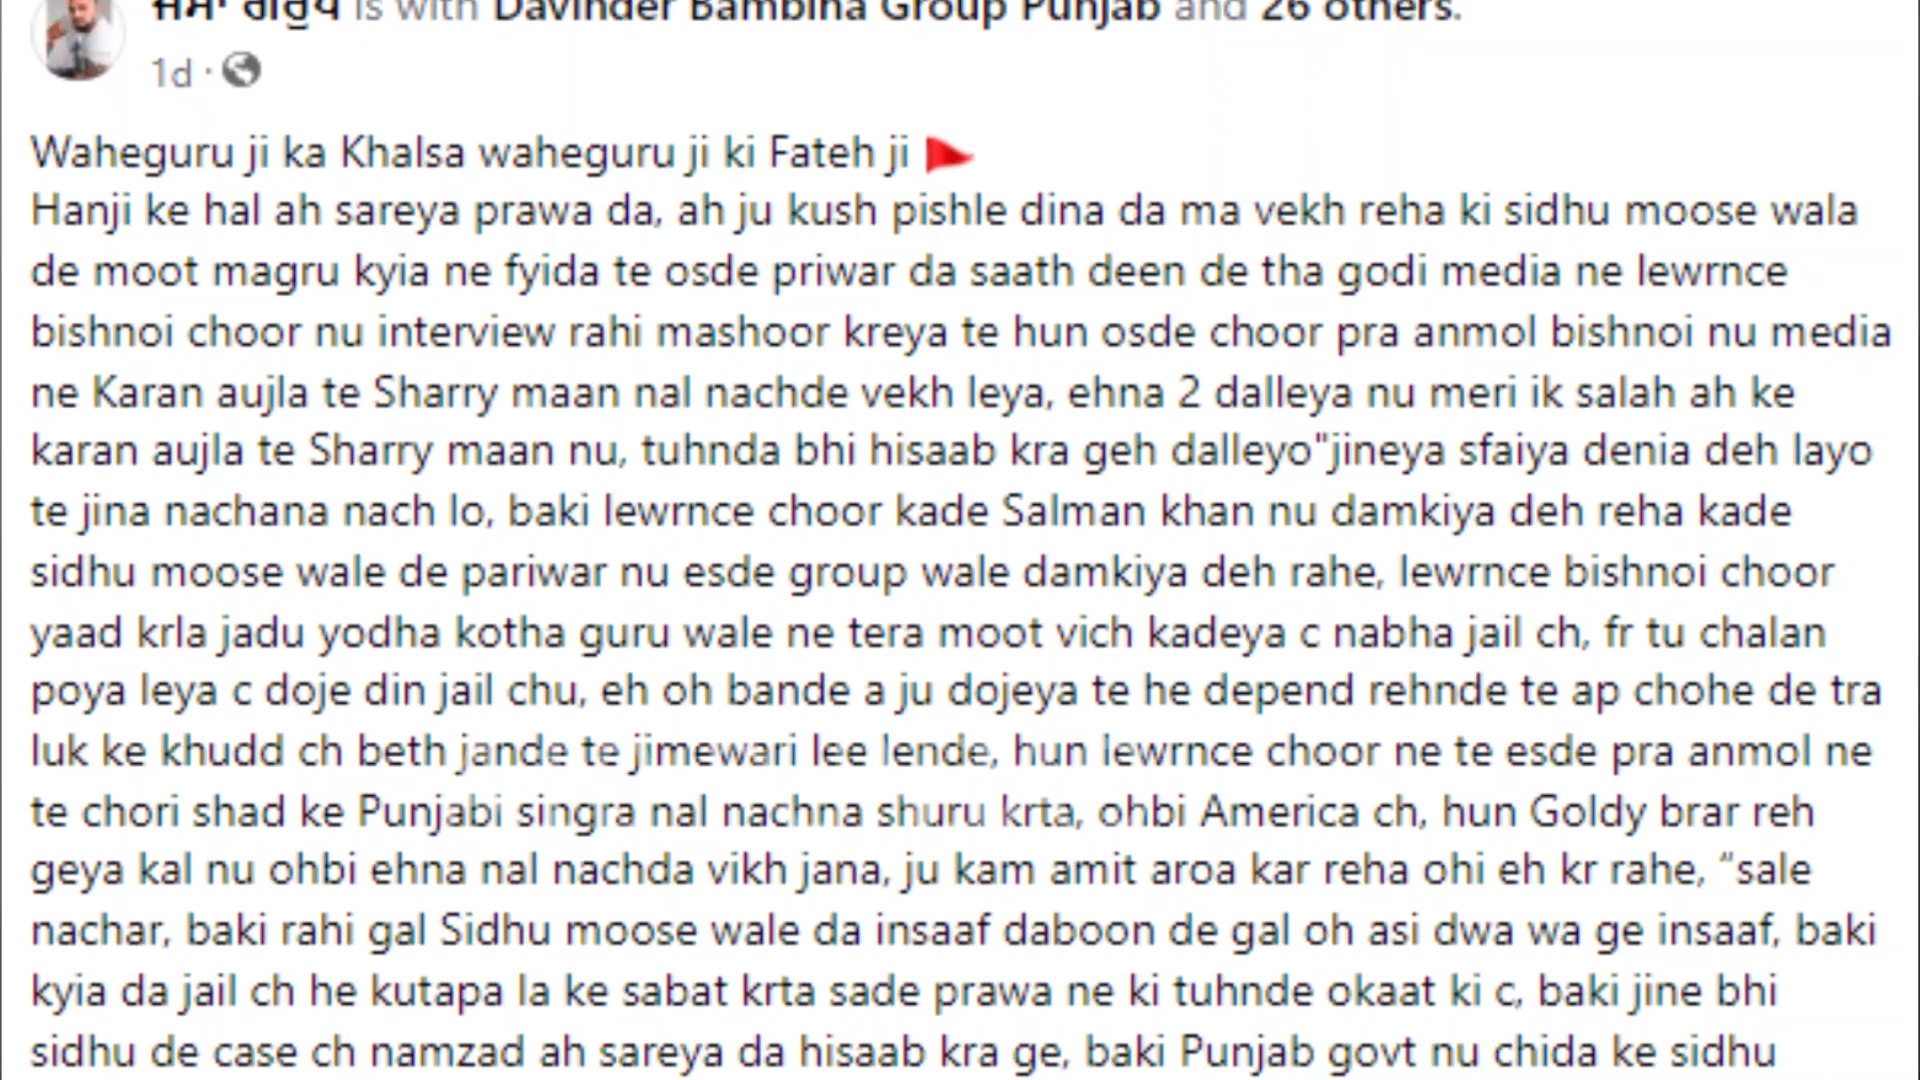 ਜਸਾ ਗਰੁੱਪ is with Davinder Bambiha Group Punjab and 26 others.
1d ·
Waheguru ji ka Khalsa waheguru ji ki Fateh ji
Hanji ke hal ah sareya prawa da, ah ju kush pishle dina da ma vekh reha ki sidhu moose wala
de moot magru kyia ne fyida te osde priwar da saath deen de tha godi media ne lewrnce
bishnoi choor nu interview rahi mashoor kreya te hun osde choor pra anmol bishnoi nu media
ne Karan aujla te Sharry maan nal nachde vekh leya, ehna 2 dalleya nu meri ik salah ah ke
karan aujla te Sharry maan nu, tuhnda bhi hisaab kra geh dalleyo"jineya sfaiya denia deh layo
te jina nachana nach lo, baki lewrnce choor kade Salman khan nu damkiya deh reha kade
sidhu moose wale de pariwar nu esde group wale damkiya deh rahe, lewrnce bishnoi choor
yaad krla jadu yodha kotha guru wale ne tera moot vich kadeya c nabha jail ch, fr tu chalan
poya leya c doje din jail chu, eh oh bande a ju dojeya te he depend rehnde te ap chohe de tra
luk ke khudd ch beth jande te jimewari lee lende, hun lewrnce choor ne te esde pra anmol ne
te chori shad ke Punjabi singra nal nachna shuru krta, ohbi America ch, hun Goldy brar reh
geya kal nu ohbi ehna nal nachda vikh jana, ju kam amit aroa kar reha ohi eh kr rahe, “sale
nachar, baki rahi gal Sidhu moose wale da insaaf daboon de gal oh asi dwa wa ge insaaf, baki
kyia da jail ch he kutapa la ke sabat krta sade prawa ne ki tuhnde okaat ki c, baki jine bhi
sidhu de case ch namzad ah sareya da hisaab kra ge, baki Punjab govt nu chida ke sidhu